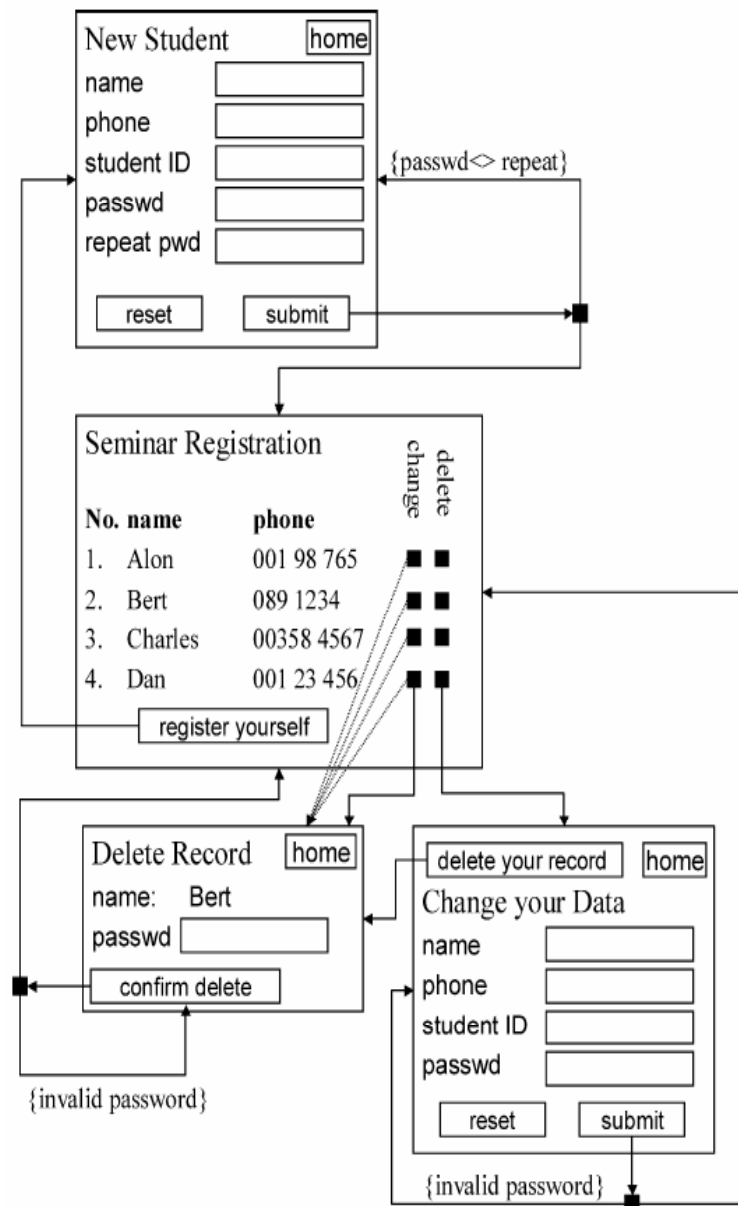 New Student home
name
phone
student ID
passwd
repeat pwd
reset submit
{passwd<> repeat}
Seminar Registration change delete
No. name phone
1. Alon 001 98 765
2. Bert 089 1234
3. Charles 00358 4567
4. Dan 001 23 456
register yourself
Delete Record home
name: Bert
passwd
confirm delete
{invalid password}
delete your record home
Change your Data
name
phone
student ID
passwd
reset submit
{invalid password}